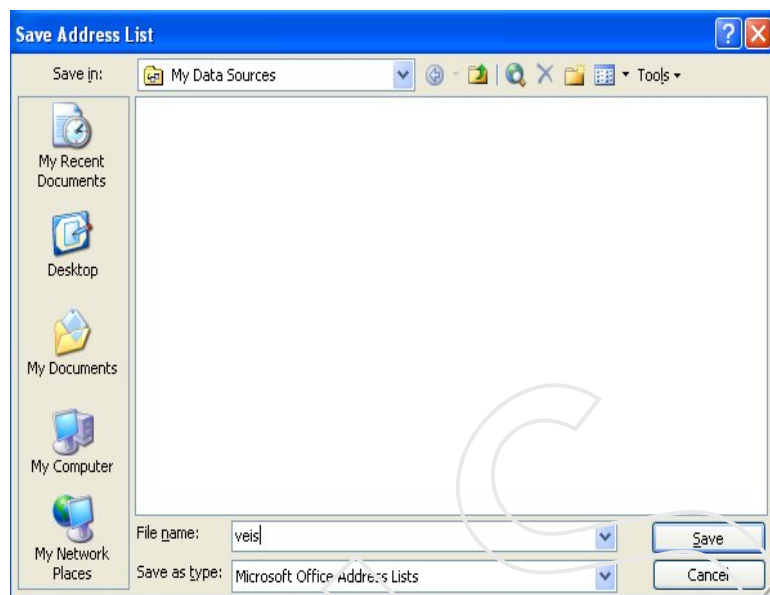 Save Address List
Save in:
My Data Sources
Tools
My Recent
Documents
Desktop
My Documents
My Computer
My Network
Places
File name:
veis
Save
Save as type:
Microsoft Office Address Lists
Cancel